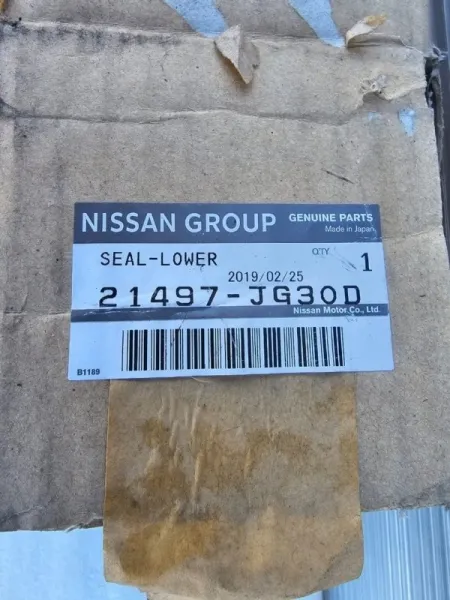 NISSAN GROUP GENUINE PARTS
Made in Japan
SEAL-LOWER QTY 1
2019/02/25
21497-JG30D
Nissan Motor Co., Ltd.
B1189